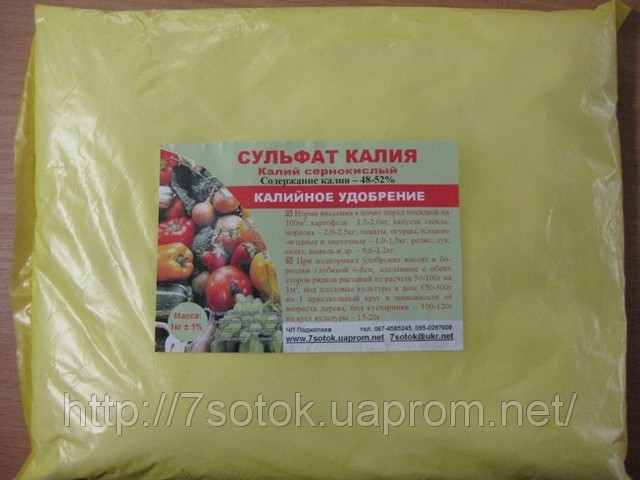 СУЛЬФАТ КАЛИЯ
Калий сернокислый
Содержание калия – 48-52%
КАЛИЙНОЕ УДОБРЕНИЕ
☑ Норма внесения в почву перед посадкой на
100м²: картофель – 1,5-2,0кг; капуста, свекла,
морковь – 2,0-2,5кг; томаты, огурцы, плодово
-ягодные и цветочные – 1,0-1,5кг; редис, лук,
салат, щавель и др. – 0,6-1,2кг.
☑ При подкормках удобрение вносят в бо-
роздки глубиной 6-8см, сделанные с обеих
сторон рядков растений из расчета 50-100г на
1м², под плодовые культуры в дозе 150-300г
на 1 приствольный круг в зависимости от
возраста дерева, под кустарники – 100-120г
на куст культуры – 15-20г.
Масса:
1кг ± 1%
ЧП Подкопаев тел. 067-4585245, 095-0287608
www.7sotok.uaprom.net 7sotok@ukr.net
http://7sotok.uaprom.net/